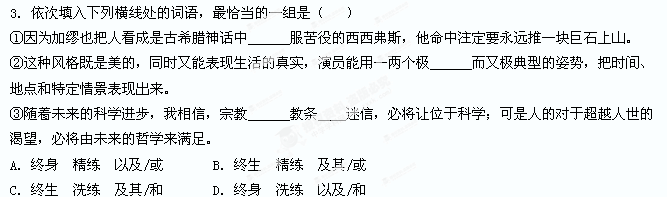 3. 依次填入下列横线处的词语，最恰当的一组是（  ）
①因为加缪也把人看成是古希腊神话中______服苦役的西西弗斯，他命中注定要永远推一块巨石上山。
②这种风格既是美的，同时又能表现生活的真实，演员能用一两个极______而又极典型的姿势，把时间、
地点和特定情景表现出来。
③随着未来的科学进步，我相信，宗教______教条____迷信，必将让位于科学；可是人的对于超越人世的
渴望，必将由未来的哲学来满足。
A. 终身 精练 以及/或 B. 终生 精练 及其/或
C. 终生 洗练 及其/和 D. 终身 洗练 以及/和